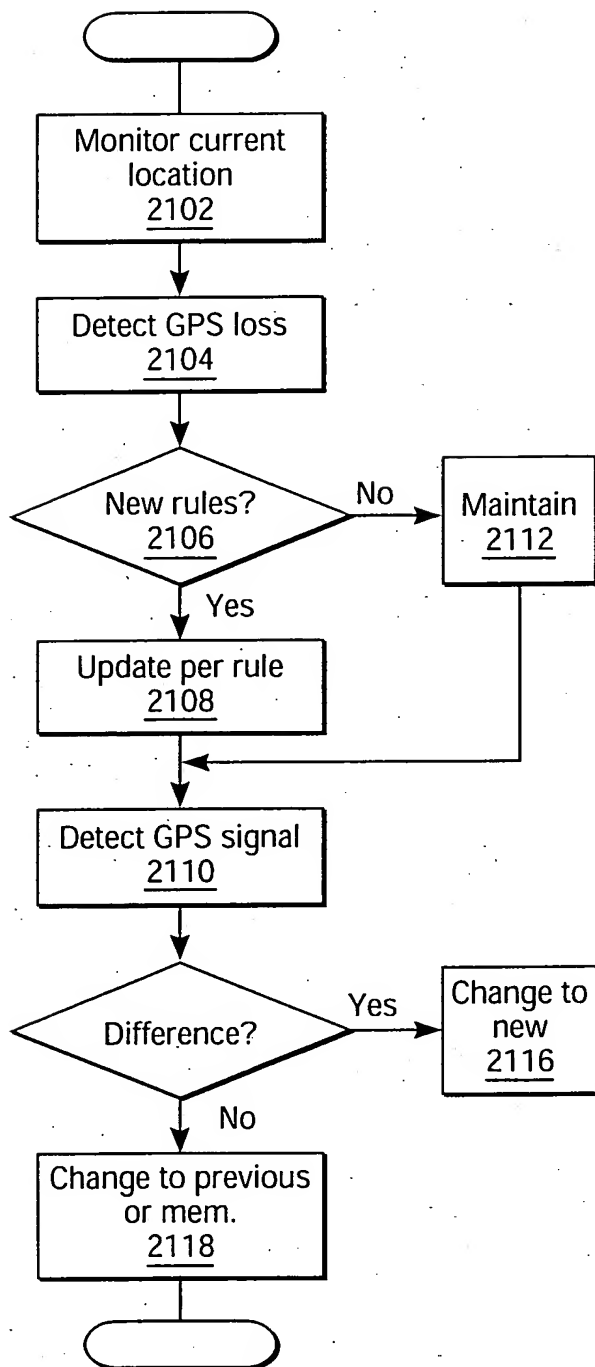 Monitor current
location
2102
Detect GPS loss
2104
New rules?
2106
No
Maintain
2112
Yes
Update per rule
2108
Detect GPS signal
2110
Difference?
Yes
Change to
new
2116
No
Change to previous
or mem.
2118